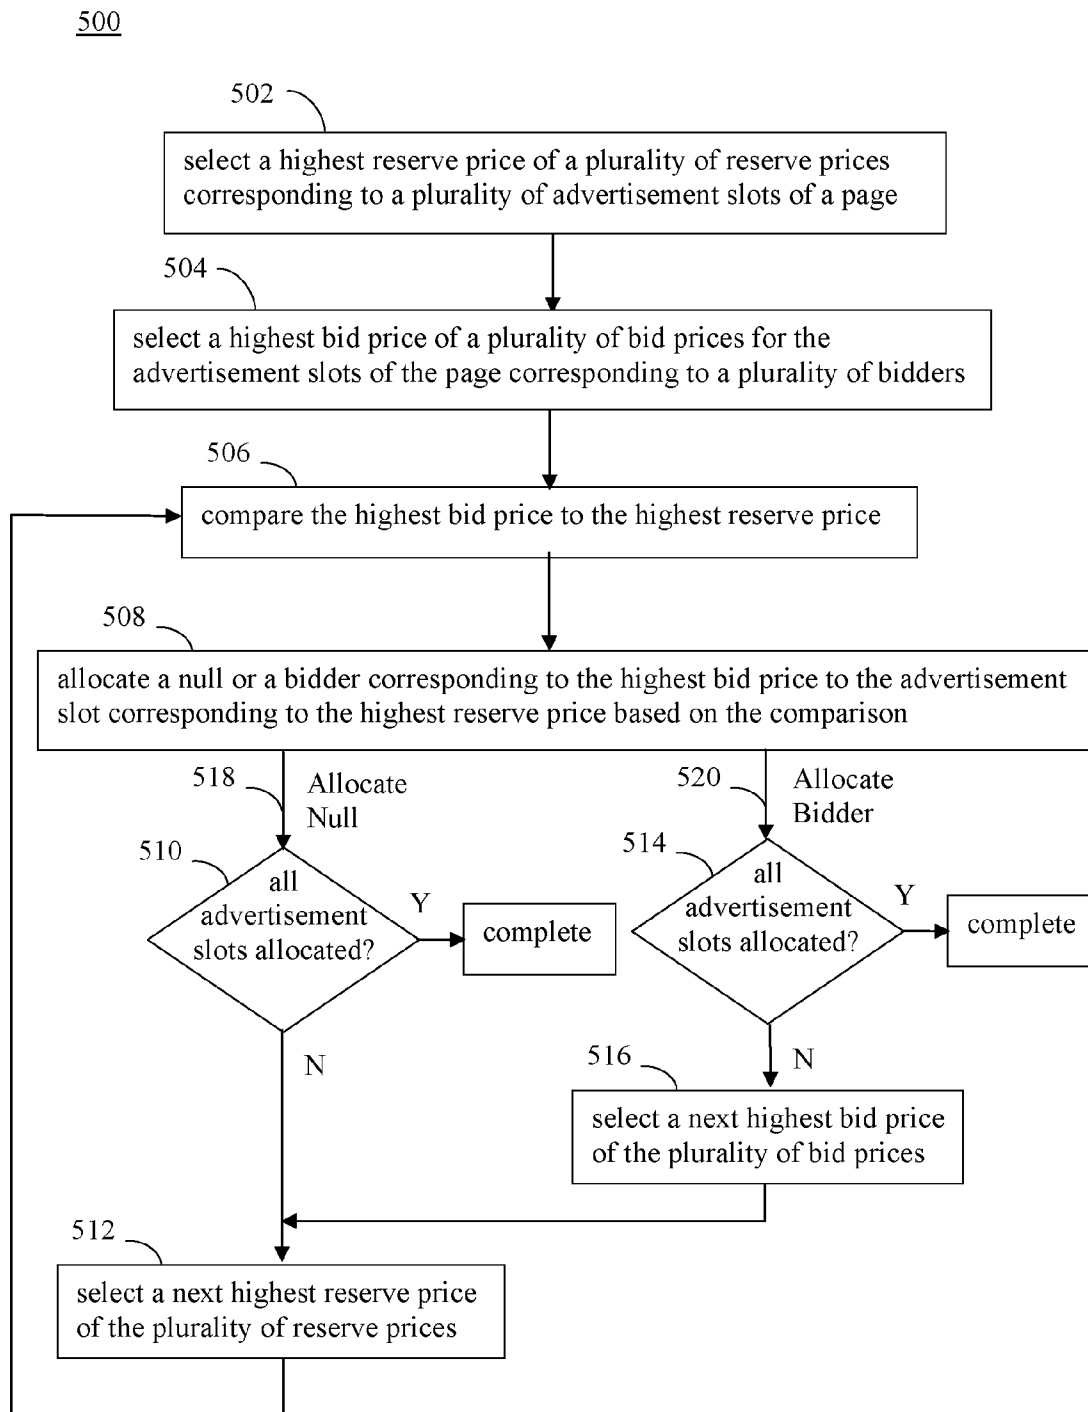 500
502
select a highest reserve price of a plurality of reserve prices
corresponding to a plurality of advertisement slots of a page
504
select a highest bid price of a plurality of bid prices for the
advertisement slots of the page corresponding to a plurality of bidders
506
compare the highest bid price to the highest reserve price
508
allocate a null or a bidder corresponding to the highest bid price to the advertisement
slot corresponding to the highest reserve price based on the comparison
518
Allocate
Null
520
Allocate
Bidder
510
all
advertisement
slots allocated?
Y
complete
514
all
advertisement
slots allocated?
Y
complete
N
N
516
select a next highest bid price
of the plurality of bid prices
512
select a next highest reserve price
of the plurality of reserve prices